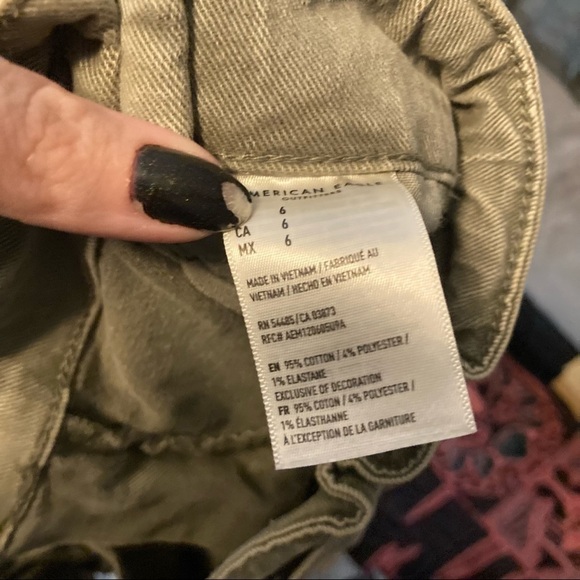 MERICAN
OUTFITTERS
6
CA 6
MX 6
MADE IN VIETNAM / FABRIQUÉ AU
VIETNAM / HECHO EN VIETNAM
RN 54485/CA 03873
RFC# AEM120605U9A
EN 95% COTTON / 4% POLYESTER /
1% ELASTANE
EXCLUSIVE OF DECORATION
FR 95% COTON / 4% POLYESTER /
1% ÉLASTHANNE
À L'EXCEPTION DE LA GARNITURE